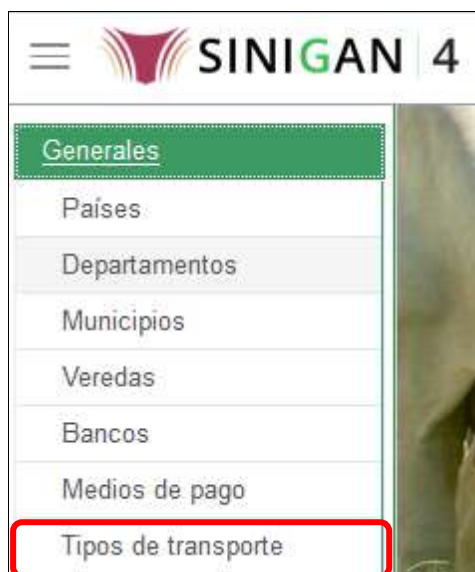 SINIGAN 4
Generales
Países
Departamentos
Municipios
Veredas
Bancos
Medios de pago
Tipos de transporte